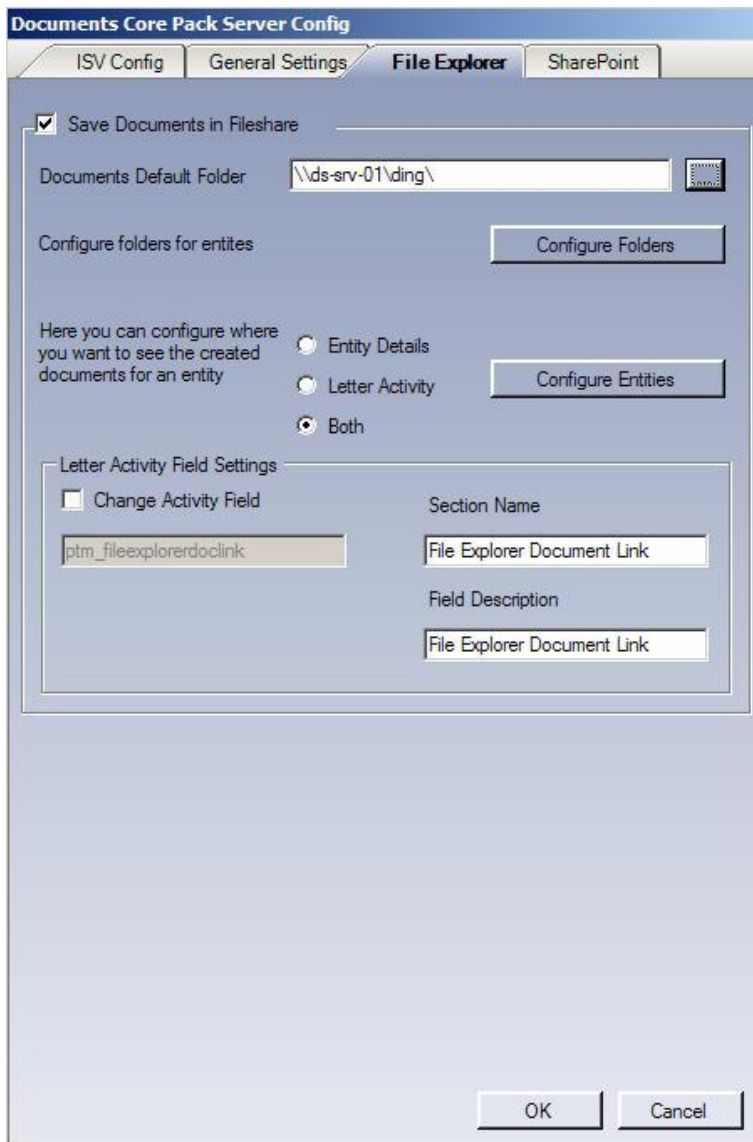 Documents Core Pack Server Config
ISV Config
General Settings
File Explorer
SharePoint
Save Documents in Fileshare
Documents Default Folder
\\ds-srv-01\ding\
...
Configure folders for entites
Configure Folders
Here you can configure where
you want to see the created
documents for an entity
Entity Details
Letter Activity
Both
Configure Entities
Letter Activity Field Settings
Change Activity Field
ptm_fileexplorerdoclink
Section Name
File Explorer Document Link
Field Description
File Explorer Document Link
OK
Cancel